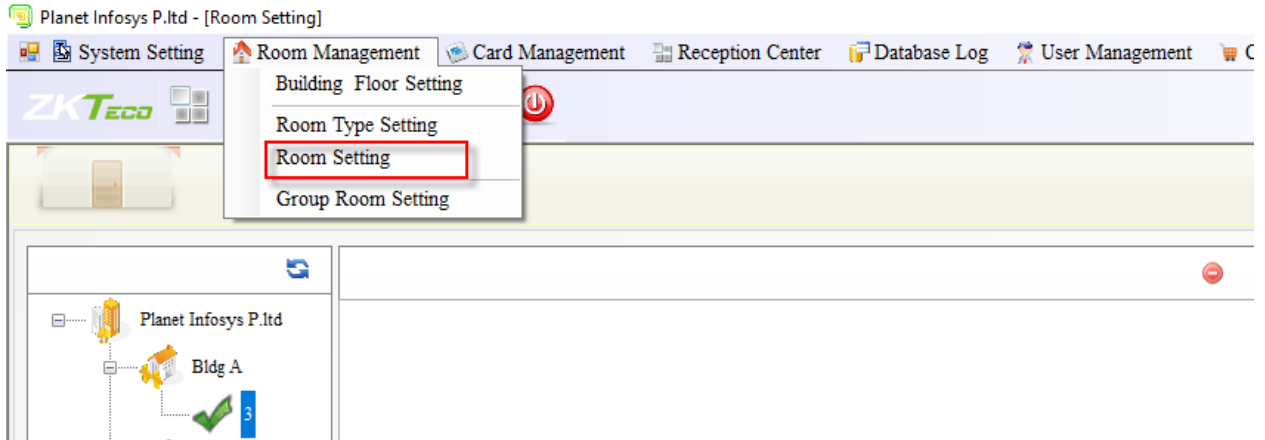 Planet Infosys P.ltd - [Room Setting]
System Setting Room Management Card Management Reception Center Database Log User Management
Building Floor Setting
ZKTeco
Room Type Setting
Room Setting
Group Room Setting
Planet Infosys P.ltd
Bldg A
3